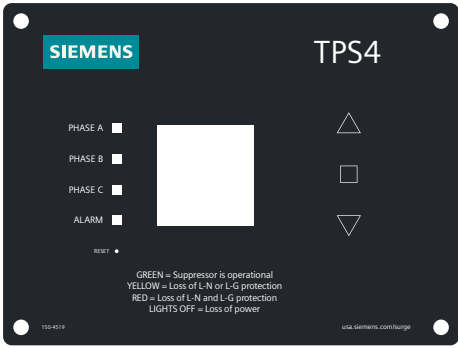 SIEMENS
TPS4
PHASE A
PHASE B
PHASE C
ALARM
RESET
GREEN = Suppressor is operational
YELLOW = Loss of L-N or L-G protection
RED = Loss of L-N and L-G protection
LIGHTS OFF = Loss of power
150-4519
usa.siemens.com/surge